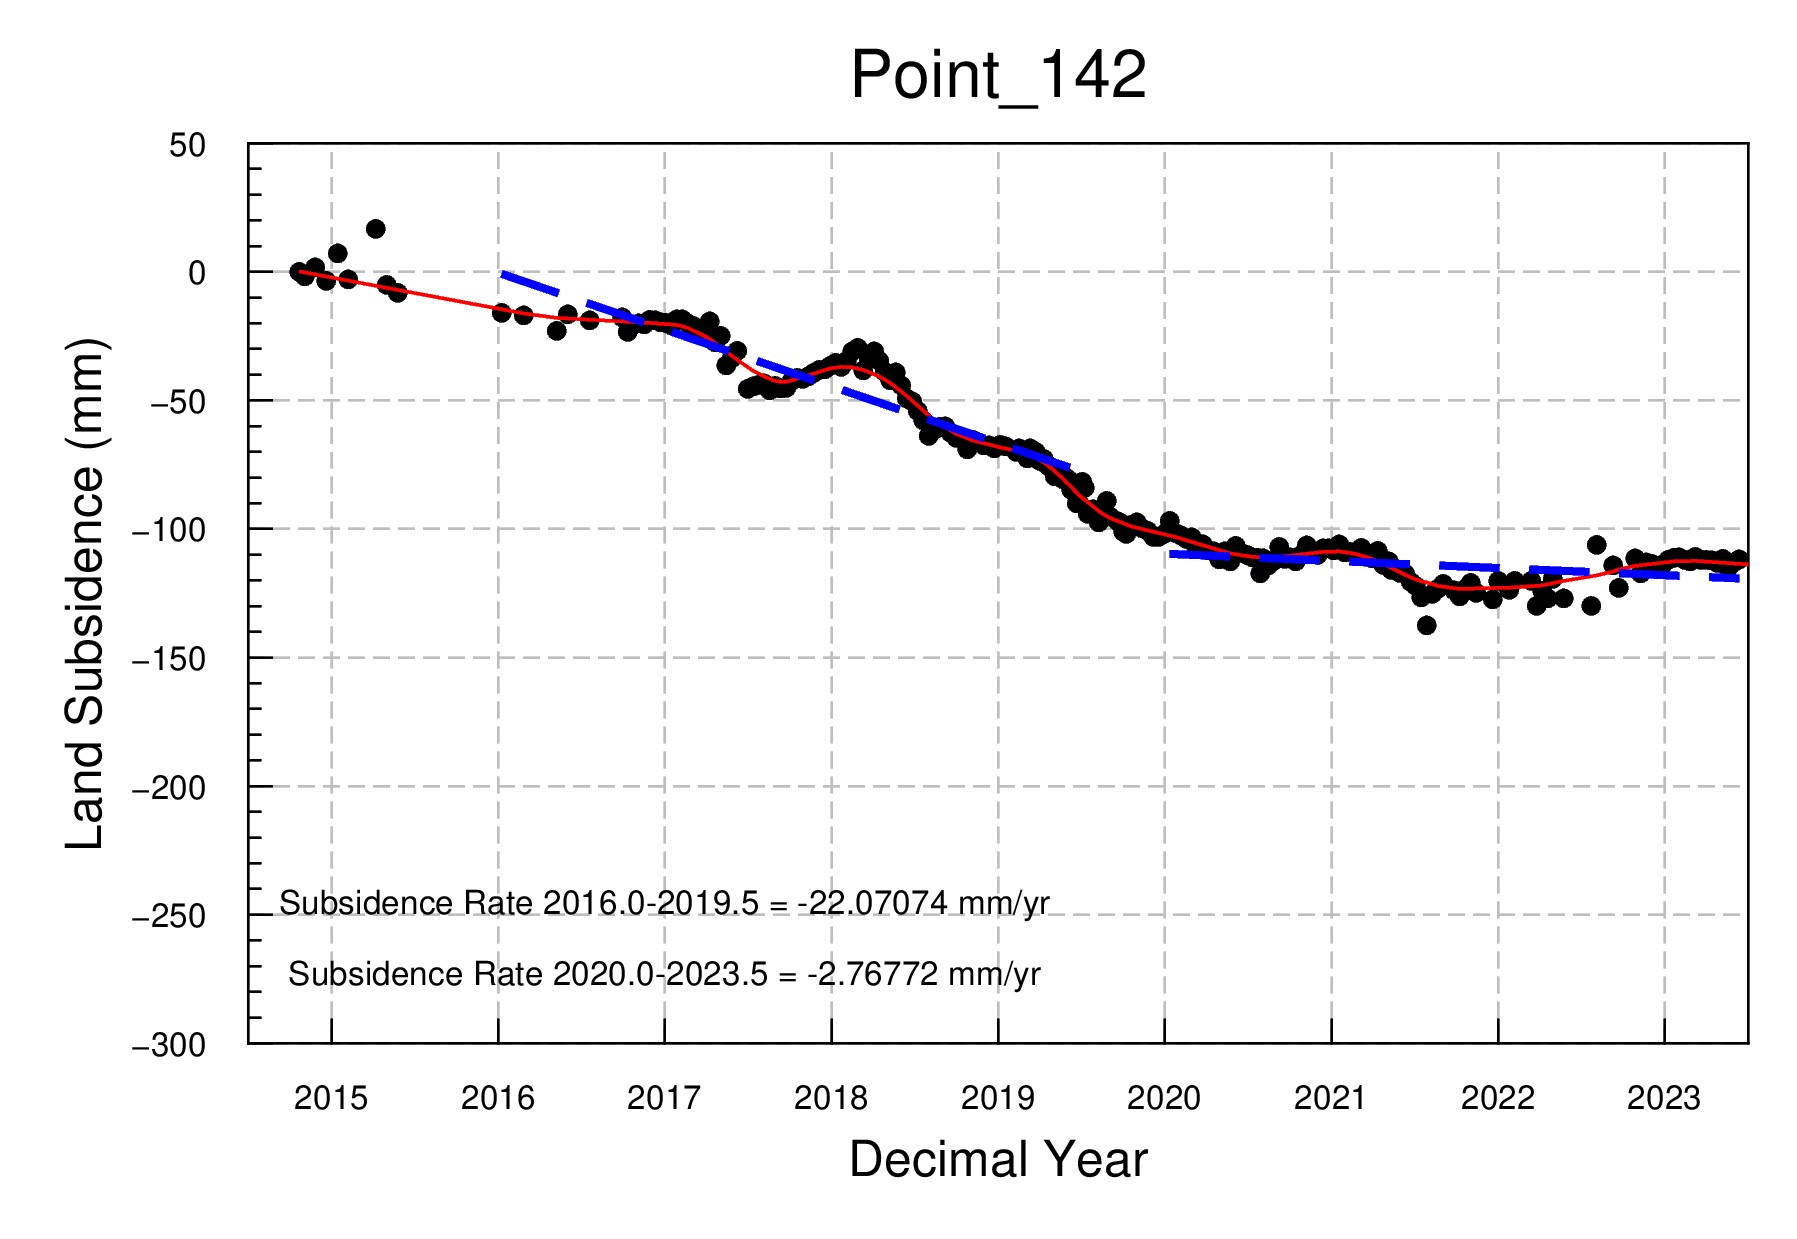 Point_142
50
0
−50
−100
−150
−200
−250
−300
Land Subsidence (mm)
Subsidence Rate 2016.0-2019.5 = -22.07074 mm/yr
Subsidence Rate 2020.0-2023.5 = -2.76772 mm/yr
2015 2016 2017 2018 2019 2020 2021 2022 2023
Decimal Year